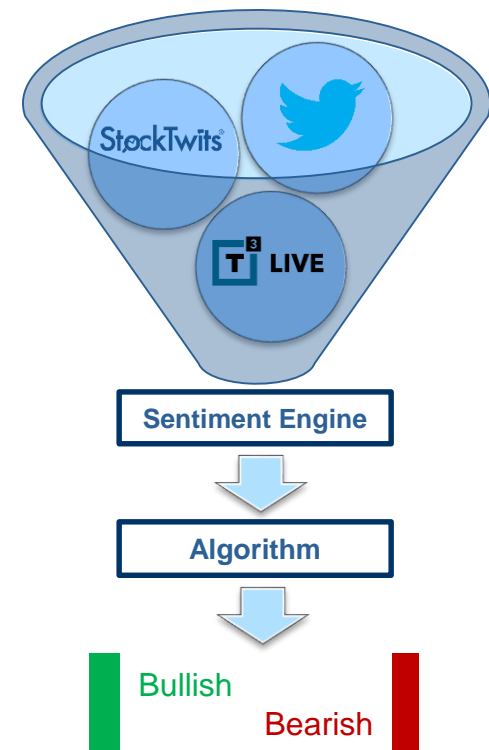 StockTwits®
T3 LIVE
Sentiment Engine
Algorithm
Bullish
Bearish